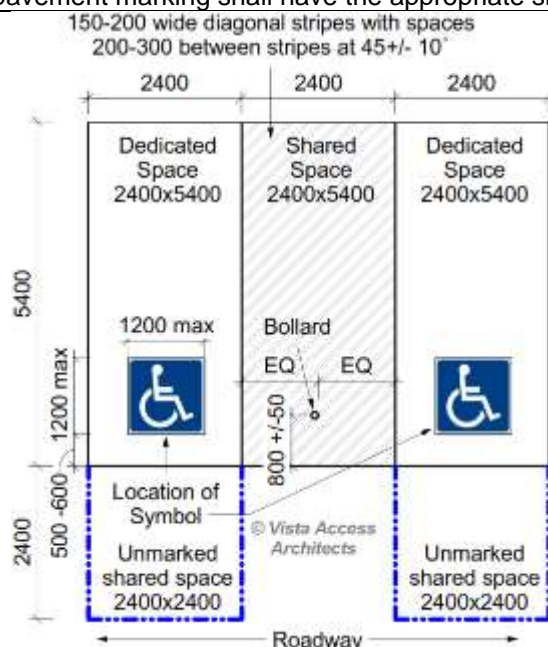 pavement marking shall have the appropriate
150-200 wide diagonal stripes with spaces
200-300 between stripes at 45+/- 10°
2400 2400 2400
Dedicated Space 2400x5400
Shared Space 2400x5400
Dedicated Space 2400x5400
5400
1200 max
Bollard
EQ EQ
1200 max
800 +/-50
500 -600
2400
Location of
Symbol
© Vista Access
Architects
Unmarked
shared space
2400x2400
Unmarked
shared space
2400x2400
Roadway